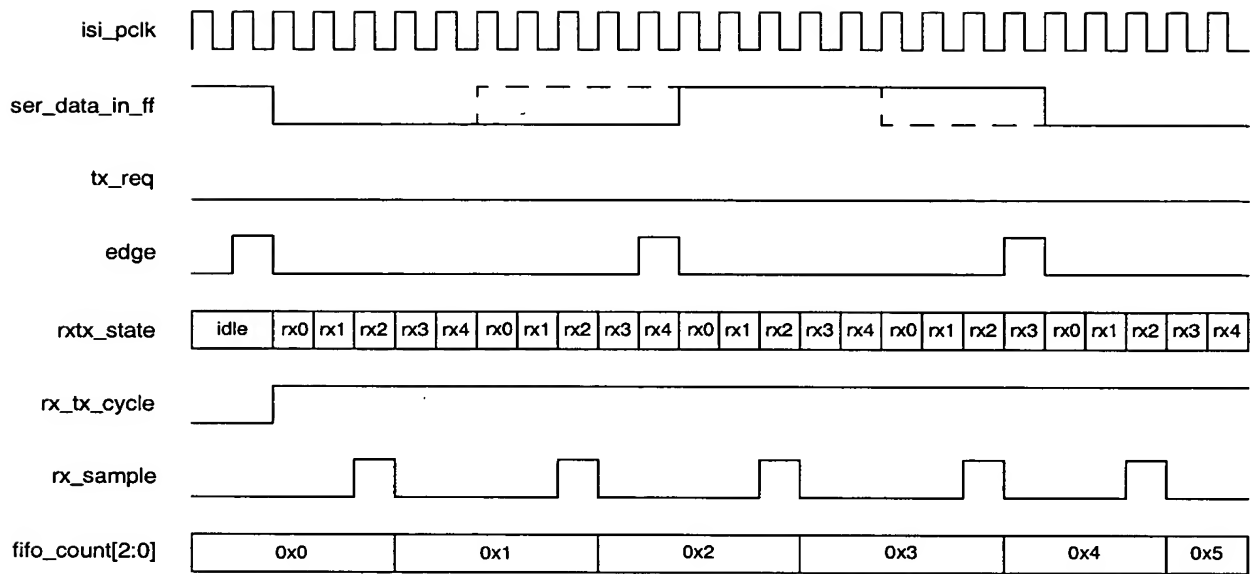 isi_pclk
ser_data_in_ff
tx_req
edge
rxtx_state idle rx0 rx1 rx2 rx3 rx4 rx0 rx1 rx2 rx3 rx4 rx0 rx1 rx2 rx3 rx4 rx0 rx1 rx2 rx3 rx0 rx1 rx2 rx3 rx4
rx_tx_cycle
rx_sample
fifo_count[2:0] 0x0 0x1 0x2 0x3 0x4 0x5